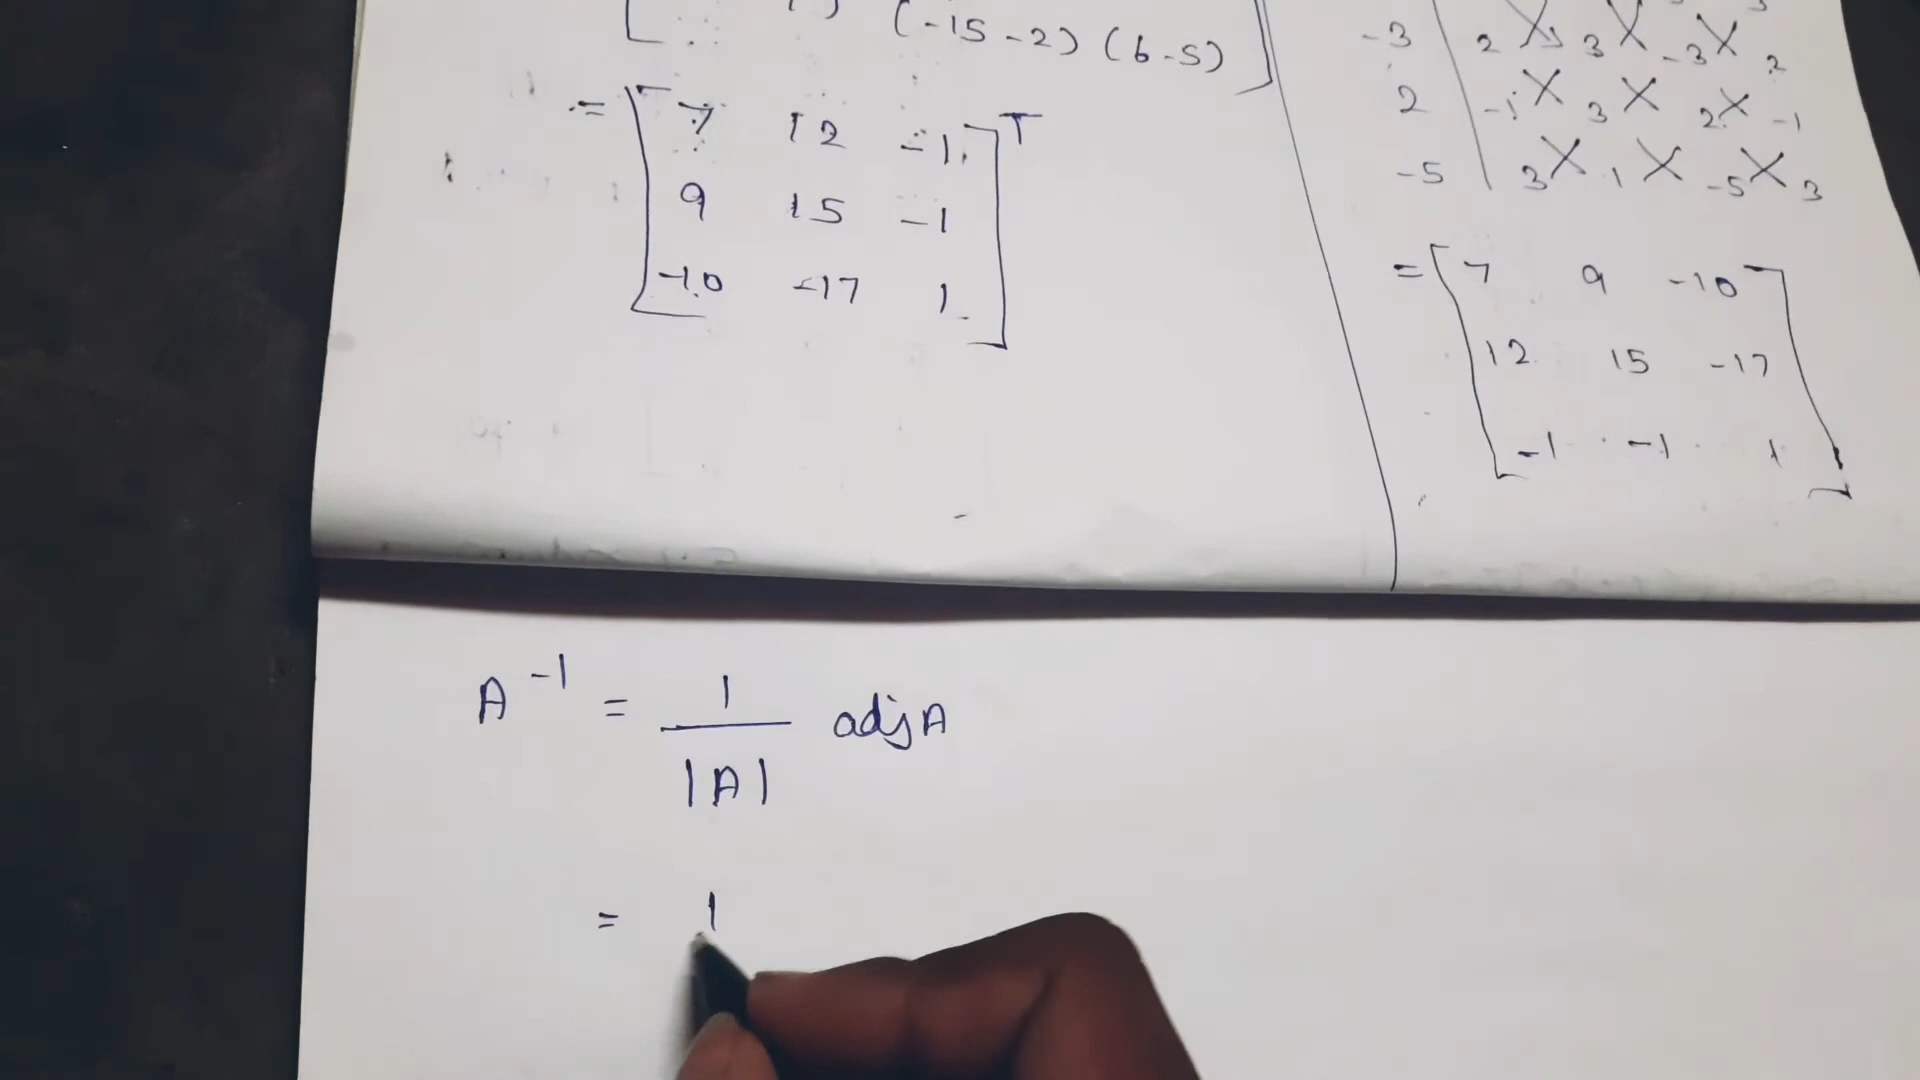 (-15-2) (6-5)
= [ 7 12 -1
9 15 -1
-10 -17 1 ]ᵀ
-3 | 2 3 -3 2
2 | -1 3 2 -1
-5 | 3 1 -5 3
= [ 7 9 -10
12 15 -17
-1 -1 1 ]
A⁻¹ = 1/|A| adjA
= 1